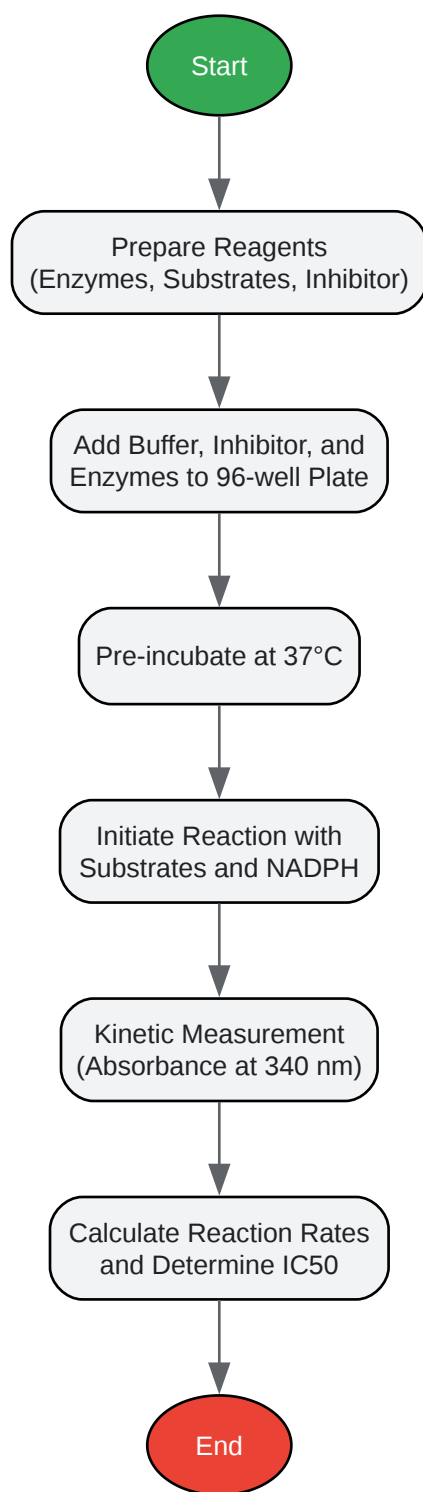 Start
Prepare Reagents
(Enzymes, Substrates, Inhibitor)
Add Buffer, Inhibitor, and
Enzymes to 96-well Plate
Pre-incubate at 37°C
Initiate Reaction with
Substrates and NADPH
Kinetic Measurement
(Absorbance at 340 nm)
Calculate Reaction Rates
and Determine IC50
End